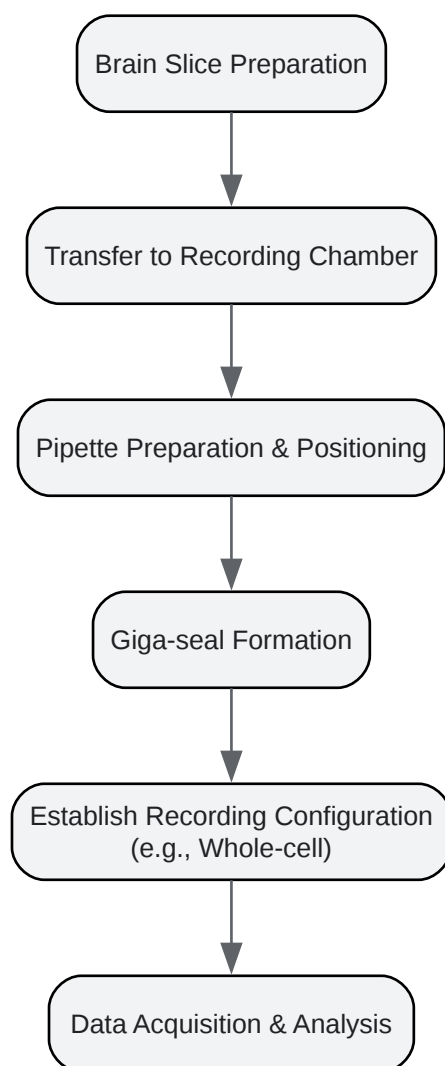 Brain Slice Preparation
Transfer to Recording Chamber
Pipette Preparation & Positioning
Giga-seal Formation
Establish Recording Configuration
(e.g., Whole-cell)
Data Acquisition & Analysis